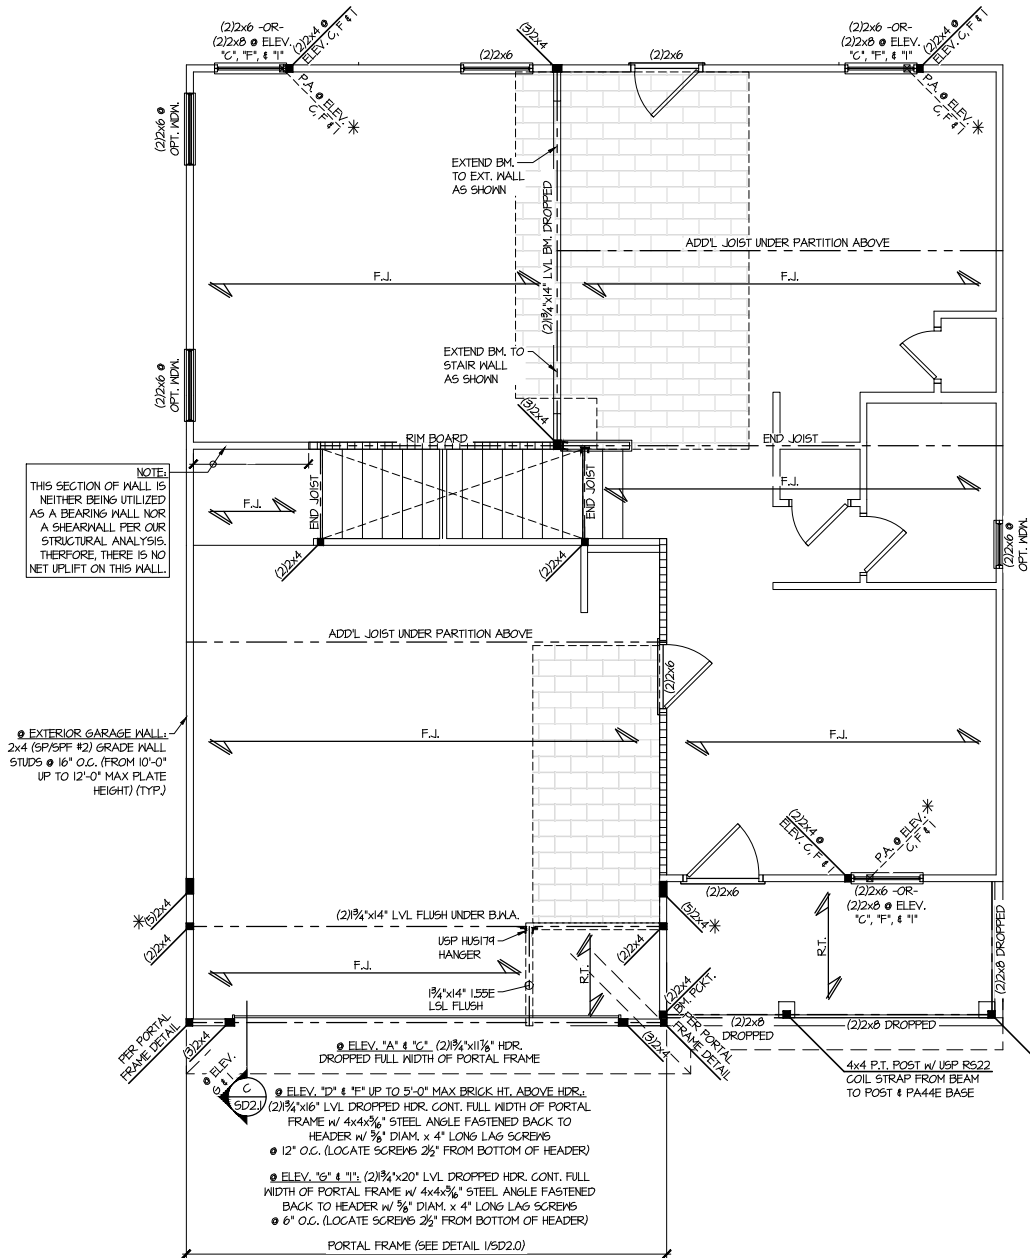 (2)2x6 -OR-
(2)2x8 @ ELEV.
"C", "F", & "I"
(2)2x4 @
ELEV. C, F & I
P.A. @ ELEV.
C, F & I
(2)2x6
(3)2x4
(2)2x6
(2)2x6 -OR-
(2)2x8 @ ELEV.
"C", "F", & "I"
(2)2x4 @
ELEV. C, F & I
P.A. @ ELEV.
C, F & I
(2)2x6 @
OPT. WDW.
EXTEND BM.
TO EXT. WALL
AS SHOWN
(2)1¾"x14" LVL BM. DROPPED
ADD'L JOIST UNDER PARTITION ABOVE
F.J.
F.J.
EXTEND BM. TO
STAIR WALL
AS SHOWN
(2)2x6 @
OPT. WDW.
(3)2x4
RIM BOARD
END JOIST
NOTE:
THIS SECTION OF WALL IS
NEITHER BEING UTILIZED
AS A BEARING WALL NOR
A SHEARWALL PER OUR
STRUCTURAL ANALYSIS.
THERFORE, THERE IS NO
NET UPLIFT ON THIS WALL.
F.J.
END JOIST
END JOIST
F.J.
(2)2x6 @
OPT. WDW.
(2)2x4
(2)2x4
ADD'L JOIST UNDER PARTITION ABOVE
(2)2x6
@ EXTERIOR GARAGE WALL:
2x4 (SP/SPF #2) GRADE WALL
STUDS @ 16" O.C. (FROM 10'-0"
UP TO 12'-0" MAX PLATE
HEIGHT) (TYP.)
F.J.
F.J.
(2)2x4 @
ELEV. C, F & I
P.A. @ ELEV.
C, F & I
(2)2x6
(2)2x6 -OR-
(2)2x8 @ ELEV.
"C", "F", & "I"
(5)2x4
(2)2x4
(2)1¾"x14" LVL FLUSH UNDER B.W.A.
(5)2x4
(2)2x4
USP HUS179
HANGER
F.J.
R.T.
R.T.
(2)2x8 DROPPED
1¾"x14" 1.55E
LSL FLUSH
(2)2x4
BM. PCKT.
PER PORTAL
FRAME DETAIL
(3)2x4
(3)2x4
PER PORTAL
FRAME DETAIL
(2)2x8
DROPPED
(2)2x8 DROPPED
@ ELEV. "A" & "C" (2)1¾"x11⅞" HDR.
DROPPED FULL WIDTH OF PORTAL FRAME
@ ELEV.
G & I
C
SD2.1
4x4 P.T. POST w/ USP RS22
COIL STRAP FROM BEAM
TO POST & PA44E BASE
@ ELEV. "D" & "F" UP TO 5'-0" MAX BRICK HT. ABOVE HDR.:
(2)1¾"x16" LVL DROPPED HDR. CONT. FULL WIDTH OF PORTAL
FRAME w/ 4x4x5/16" STEEL ANGLE FASTENED BACK TO
HEADER w/ ⅝" DIAM. x 4" LONG LAG SCREWS
@ 12" O.C. (LOCATE SCREWS 2½" FROM BOTTOM OF HEADER)
@ ELEV. "G" & "I": (2)1¾"x20" LVL DROPPED HDR. CONT. FULL
WIDTH OF PORTAL FRAME w/ 4x4x5/16" STEEL ANGLE FASTENED
BACK TO HEADER w/ ⅝" DIAM. x 4" LONG LAG SCREWS
@ 6" O.C. (LOCATE SCREWS 2½" FROM BOTTOM OF HEADER)
PORTAL FRAME (SEE DETAIL 1/SD2.0)